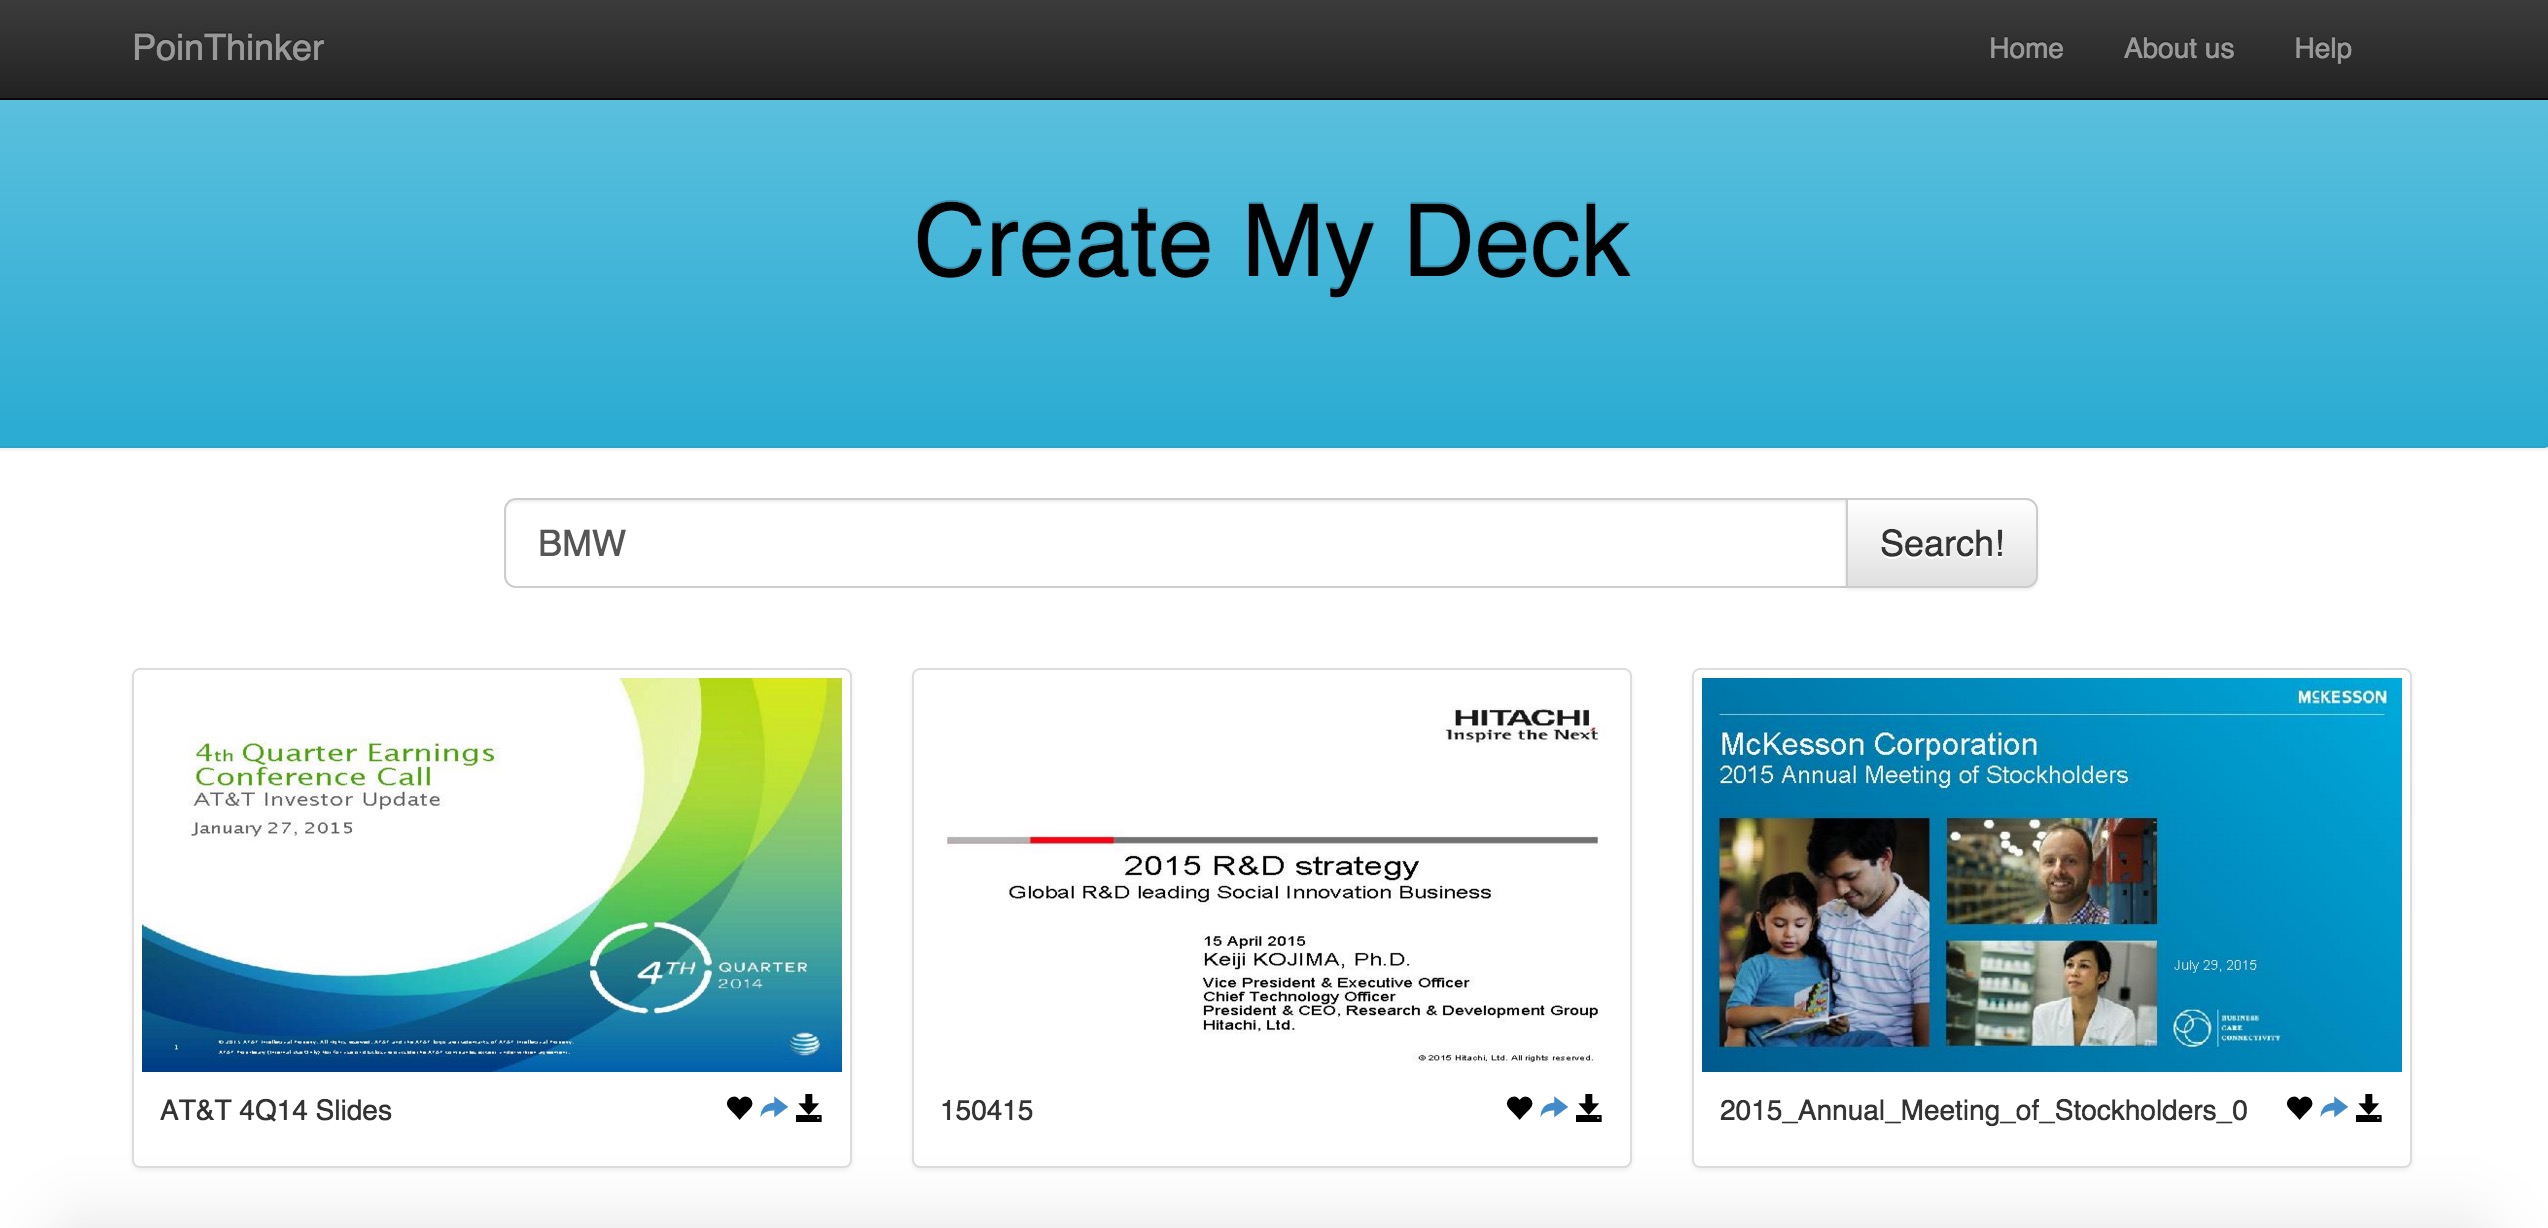 PoinThinker
Home
About us
Help
Create My Deck
BMW
Search!
4th Quarter Earnings
Conference Call
AT&T Investor Update
January 27, 2015
4TH QUARTER
2014
1
AT&T 4Q14 Slides
HITACHI
Inspire the Next
2015 R&D strategy
Global R&D leading Social Innovation Business
15 April 2015
Keiji KOJIMA, Ph.D.
Vice President & Executive Officer
Chief Technology Officer
President & CEO, Research & Development Group
Hitachi, Ltd.
© 2015 Hitachi, Ltd. All rights reserved.
150415
MCKESSON
McKesson Corporation
2015 Annual Meeting of Stockholders
July 29, 2015
BUSINESS
CARE
CONNECTIVITY
2015_Annual_Meeting_of_Stockholders_0